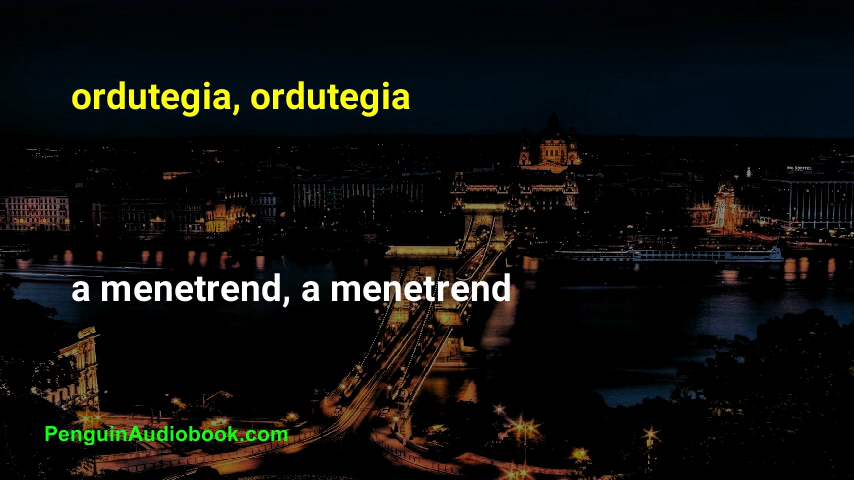 ordutegia, ordutegia
a menetrend, a menetrend
PenguinAudiobook.com